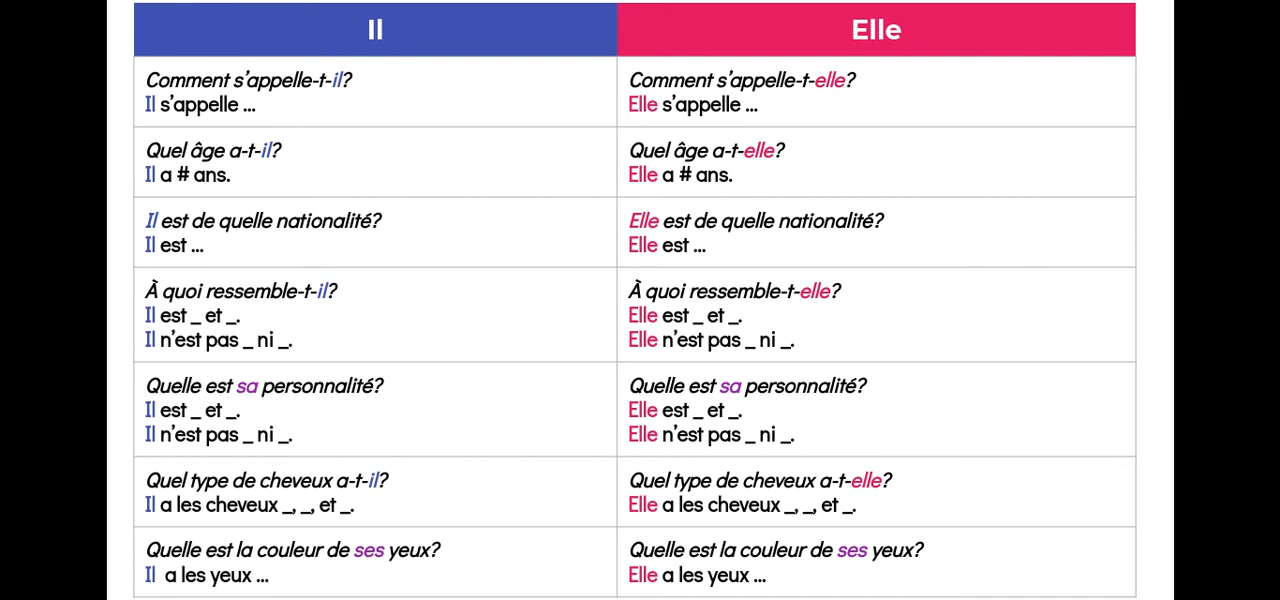 Il
Elle
Comment s’appelle-t-il?
Il s’appelle ...
Comment s’appelle-t-elle?
Elle s’appelle ...
Quel âge a-t-il?
Il a # ans.
Quel âge a-t-elle?
Elle a # ans.
Il est de quelle nationalité?
Il est ...
Elle est de quelle nationalité?
Elle est ...
À quoi ressemble-t-il?
Il est _ et _.
Il n’est pas _ ni _.
À quoi ressemble-t-elle?
Elle est _ et _.
Elle n’est pas _ ni _.
Quelle est sa personnalité?
Il est _ et _.
Il n’est pas _ ni _.
Quelle est sa personnalité?
Elle est _ et _.
Elle n’est pas _ ni _.
Quel type de cheveux a-t-il?
Il a les cheveux _, _, et _.
Quel type de cheveux a-t-elle?
Elle a les cheveux _, _, et _.
Quelle est la couleur de ses yeux?
Il a les yeux ...
Quelle est la couleur de ses yeux?
Elle a les yeux ...